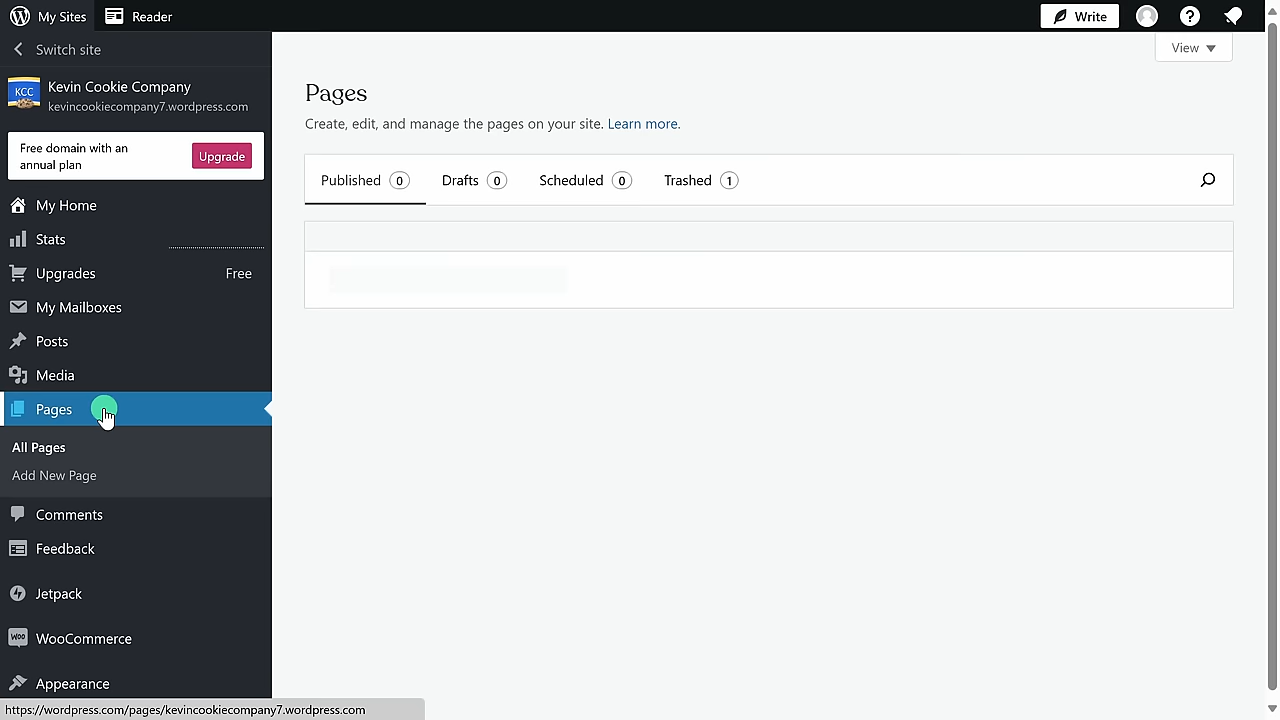 My Sites
Reader
Write
Switch site
View
KCC
Kevin Cookie Company
kevincookiecompany7.wordpress.com
Free domain with an
annual plan
Upgrade
My Home
Stats
Upgrades
Free
My Mailboxes
Posts
Media
Pages
All Pages
Add New Page
Comments
Feedback
Jetpack
WOO
WooCommerce
Appearance
Pages
Create, edit, and manage the pages on your site. Learn more.
Published 0
Drafts 0
Scheduled 0
Trashed 1
https://wordpress.com/pages/kevincookiecompany7.wordpress.com